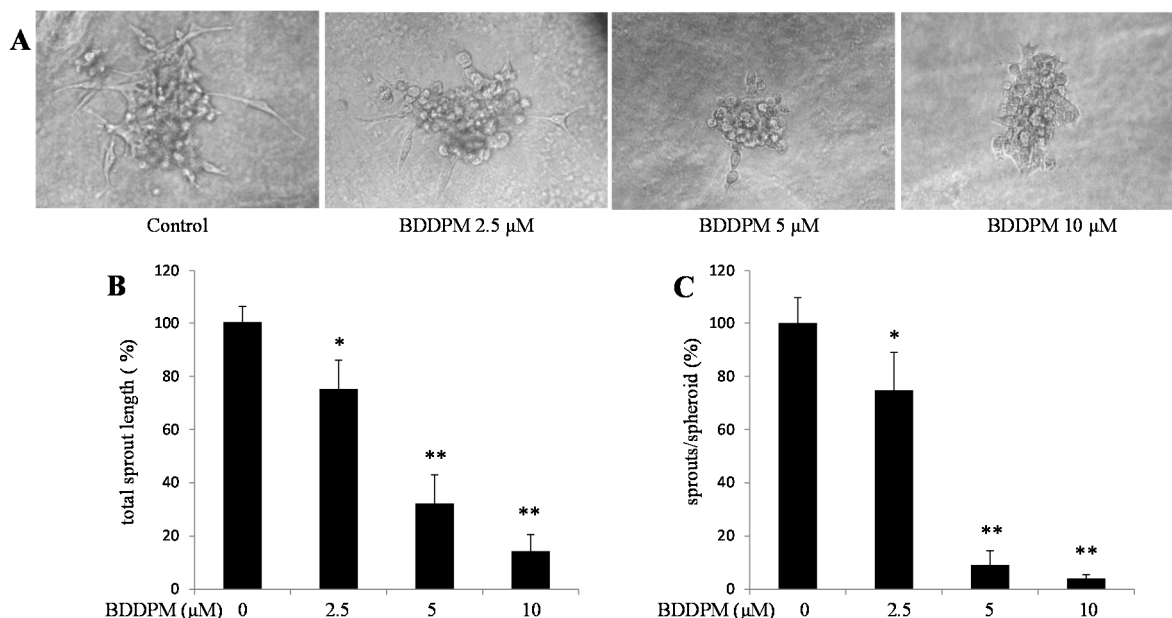 A
Control
BDDPM 2.5 μM
BDDPM 5 μM
BDDPM 10 μM
B
total sprout length ( %)
120
100
80
60
40
20
0
*
**
**
BDDPM (μM)
0
2.5
5
10
C
sprouts/spheroid (%)
120
100
80
60
40
20
0
*
**
**
BDDPM (μM)
0
2.5
5
10